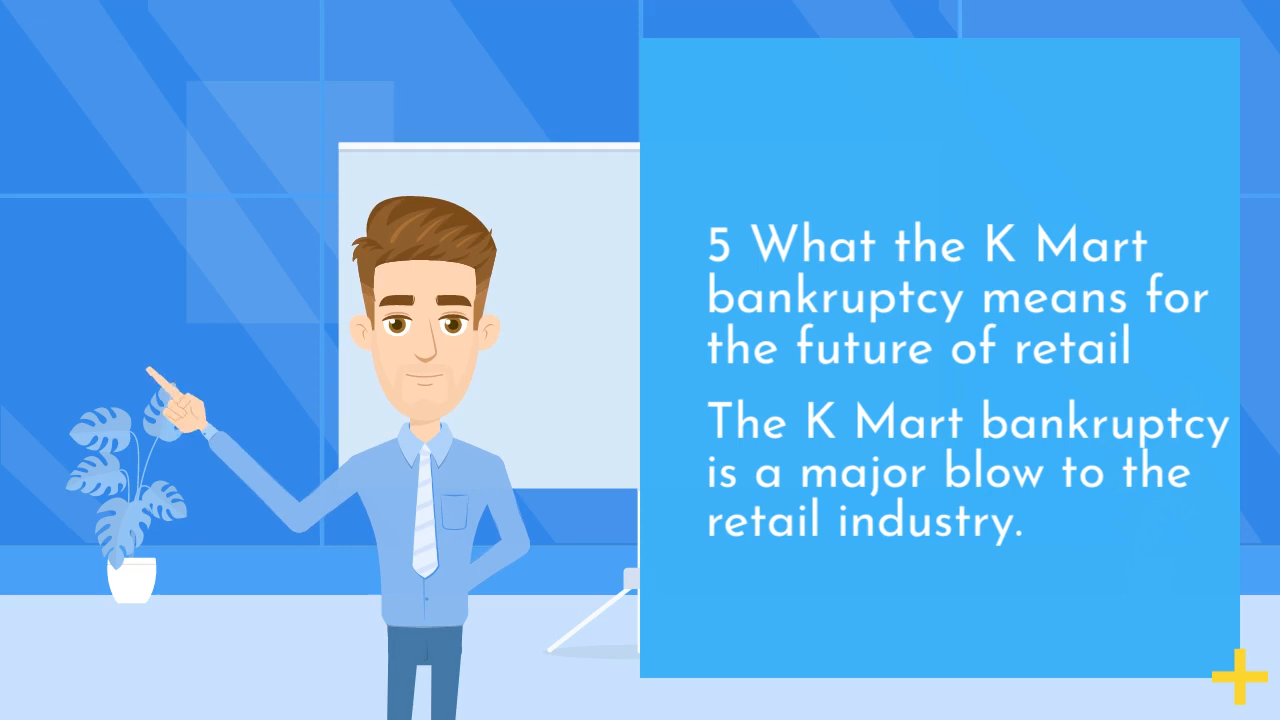 5 What the K Mart
bankruptcy means for
the future of retail
The K Mart bankruptcy
is a major blow to the
retail industry.